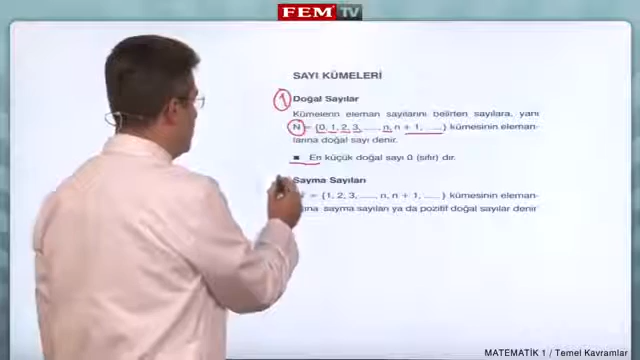 FEM TV
SAYI KÜMELERİ
1
Doğal Sayılar
Kümelerin eleman sayılarını belirten sayılara, yani
N = {0, 1, 2, 3, ...., n, n + 1, .....} kümesinin eleman-
larına doğal sayı denir.
■ En küçük doğal sayı 0 (sıfır) dır.
Sayma Sayıları
= {1, 2, 3, ....., n, n + 1, .....} kümesinin eleman-
sayma sayıları ya da pozitif doğal sayılar denir
MATEMATİK 1 / Temel Kavramlar